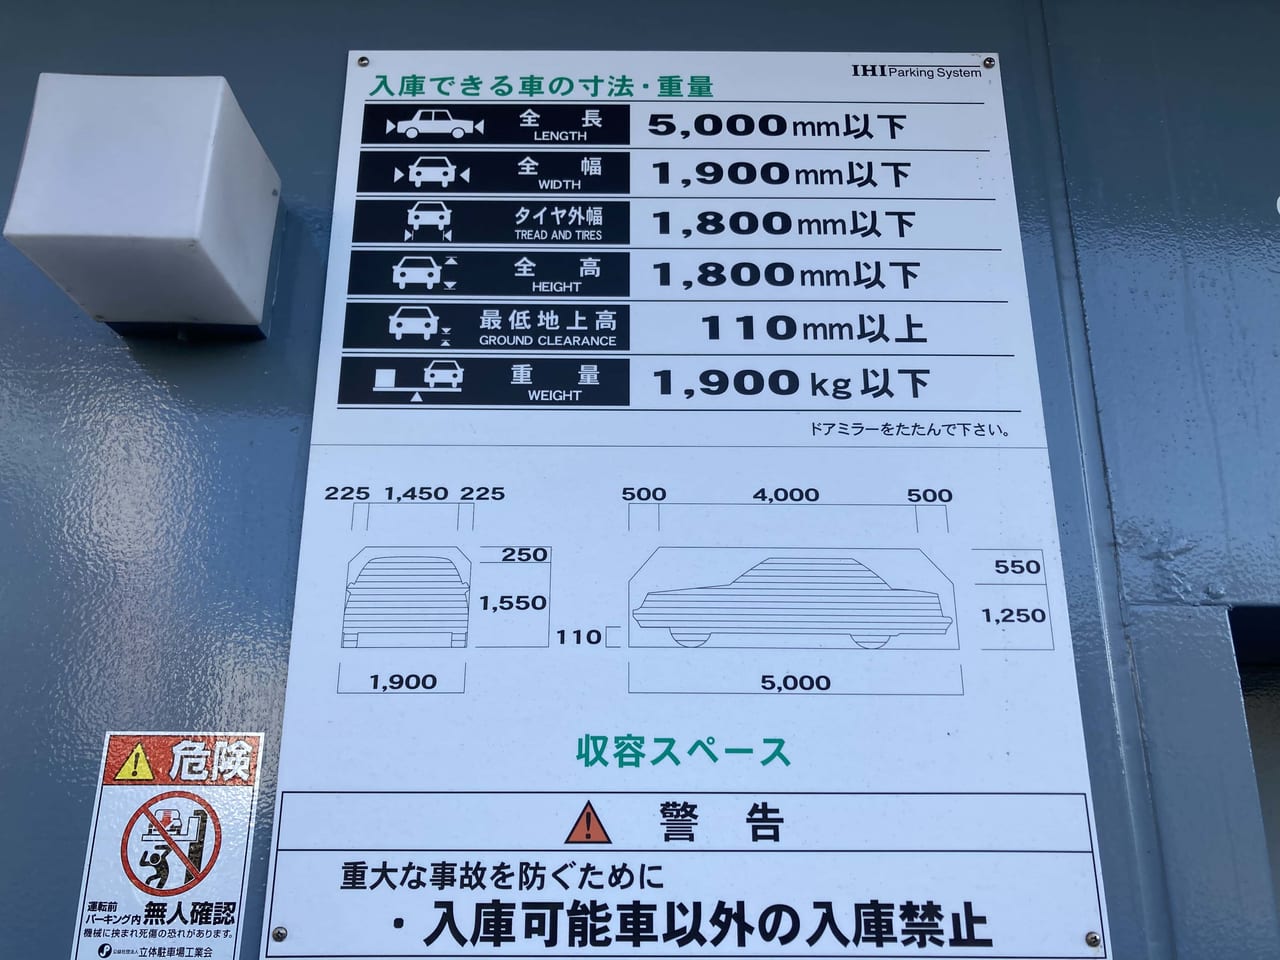 IHI Parking System
入庫できる車の寸法・重量
全長 LENGTH 5,000mm以下
全幅 WIDTH 1,900mm以下
タイヤ外幅 TREAD AND TIRES 1,800mm以下
全高 HEIGHT 1,800mm以下
最低地上高 GROUND CLEARANCE 110mm以上
重量 WEIGHT 1,900kg以下
ドアミラーをたたんで下さい。
225 1,450 225
500 4,000 500
250
1,550
110
550
1,250
1,900
5,000
収容スペース
警告
重大な事故を防ぐために
・入庫可能車以外の入庫禁止
危険
運転前
パーキング内 無人確認
機械に挟まれ死傷の恐れがあります。
公益社団法人 立体駐車場工業会